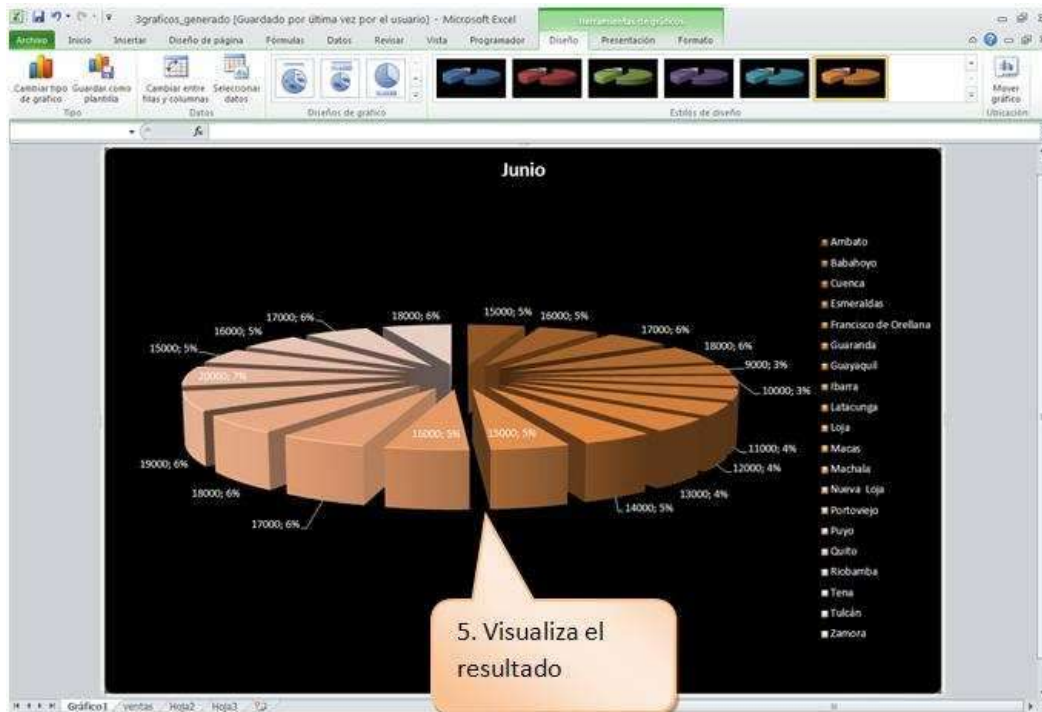 3graficos_generado [Guardado por última vez por el usuario] - Microsoft Excel
Herramientas de gráficos
Archivo Inicio Insertar Diseño de página Fórmulas Datos Revisar Vista Programador Diseño Presentación Formato
Cambiar tipo de gráfico
Guardar como plantilla
Cambiar entre filas y columnas
Seleccionar datos
Mover gráfico
Tipo Datos Diseños de gráfico Estilos de diseño Ubicación
fx
Junio
15000; 5%
16000; 5%
17000; 6%
18000; 6%
9000; 3%
10000; 3%
11000; 4%
12000; 4%
13000; 4%
14000; 5%
15000; 5%
16000; 5%
17000; 6%
18000; 6%
19000; 6%
20000; 7%
15000; 5%
16000; 5%
17000; 6%
18000; 6%
Ambato
Babahoyo
Cuenca
Esmeraldas
Francisco de Orellana
Guaranda
Guayaquil
Ibarra
Latacunga
Loja
Macas
Machala
Nueva Loja
Portoviejo
Puyo
Quito
Riobamba
Tena
Tulcán
Zamora
5. Visualiza el
resultado
Gráfico1 ventas Hoja2 Hoja3